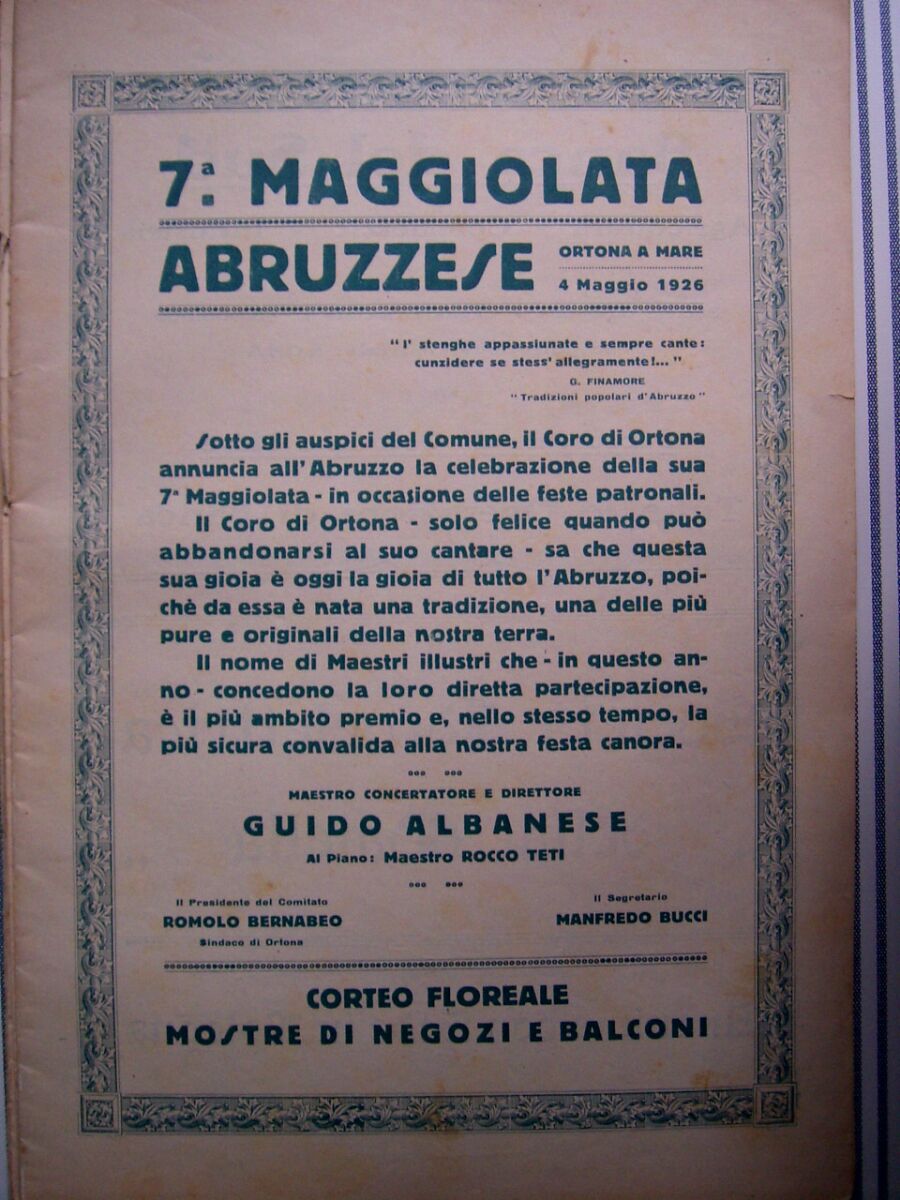 7ª. MAGGIOLATA
ABRUZZESE
ORTONA A MARE
4 Maggio 1926
"I' stenghe appassiunate e sempre cante:
cunzidere se stess' allegramente!... "
G. FINAMORE
"Tradizioni popolari d'Abruzzo"
Sotto gli auspici del Comune, il Coro di Ortona
annuncia all'Abruzzo la celebrazione della sua
7ª Maggiolata - in occasione delle feste patronali.
Il Coro di Ortona - solo felice quando può
abbandonarsi al suo cantare - sa che questa
sua gioia è oggi la gioia di tutto l'Abruzzo, poi-
chè da essa è nata una tradizione, una delle più
pure e originali della nostra terra.
Il nome di Maestri illustri che - in questo an-
no - concedono la loro diretta partecipazione,
è il più ambito premio e, nello stesso tempo, la
più sicura convalida alla nostra festa canora.
MAESTRO CONCERTATORE E DIRETTORE
GUIDO ALBANESE
Al Piano: Maestro ROCCO TETI
Il Presidente del Comitato
ROMOLO BERNABEO
Sindaco di Ortona
Il Segretario
MANFREDO BUCCI
CORTEO FLOREALE
MOSTRE DI NEGOZI E BALCONI